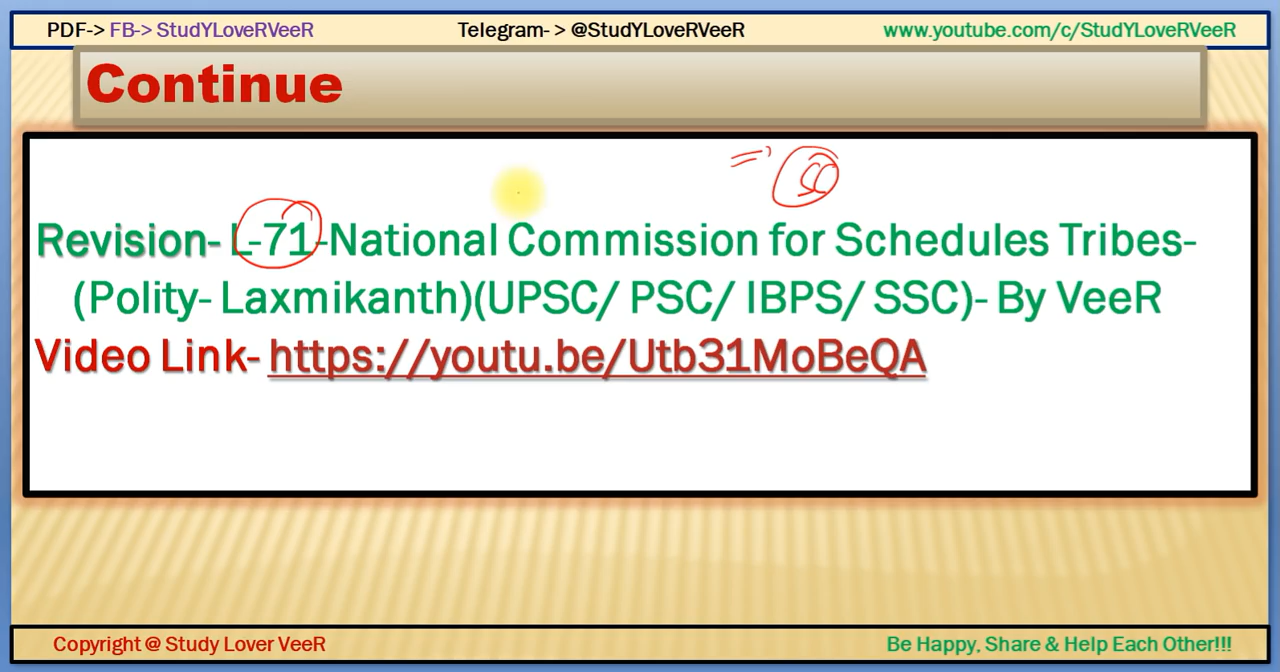 PDF-> FB-> StudYLoveRVeeR Telegram- > @StudYLoveRVeeR www.youtube.com/c/StudYLoveRVeeR
Continue
=> SC
Revision- L-71-National Commission for Schedules Tribes-
(Polity- Laxmikanth)(UPSC/ PSC/ IBPS/ SSC)- By VeeR
Video Link- https://youtu.be/Utb31MoBeQA
Copyright @ Study Lover VeeR Be Happy, Share & Help Each Other!!!